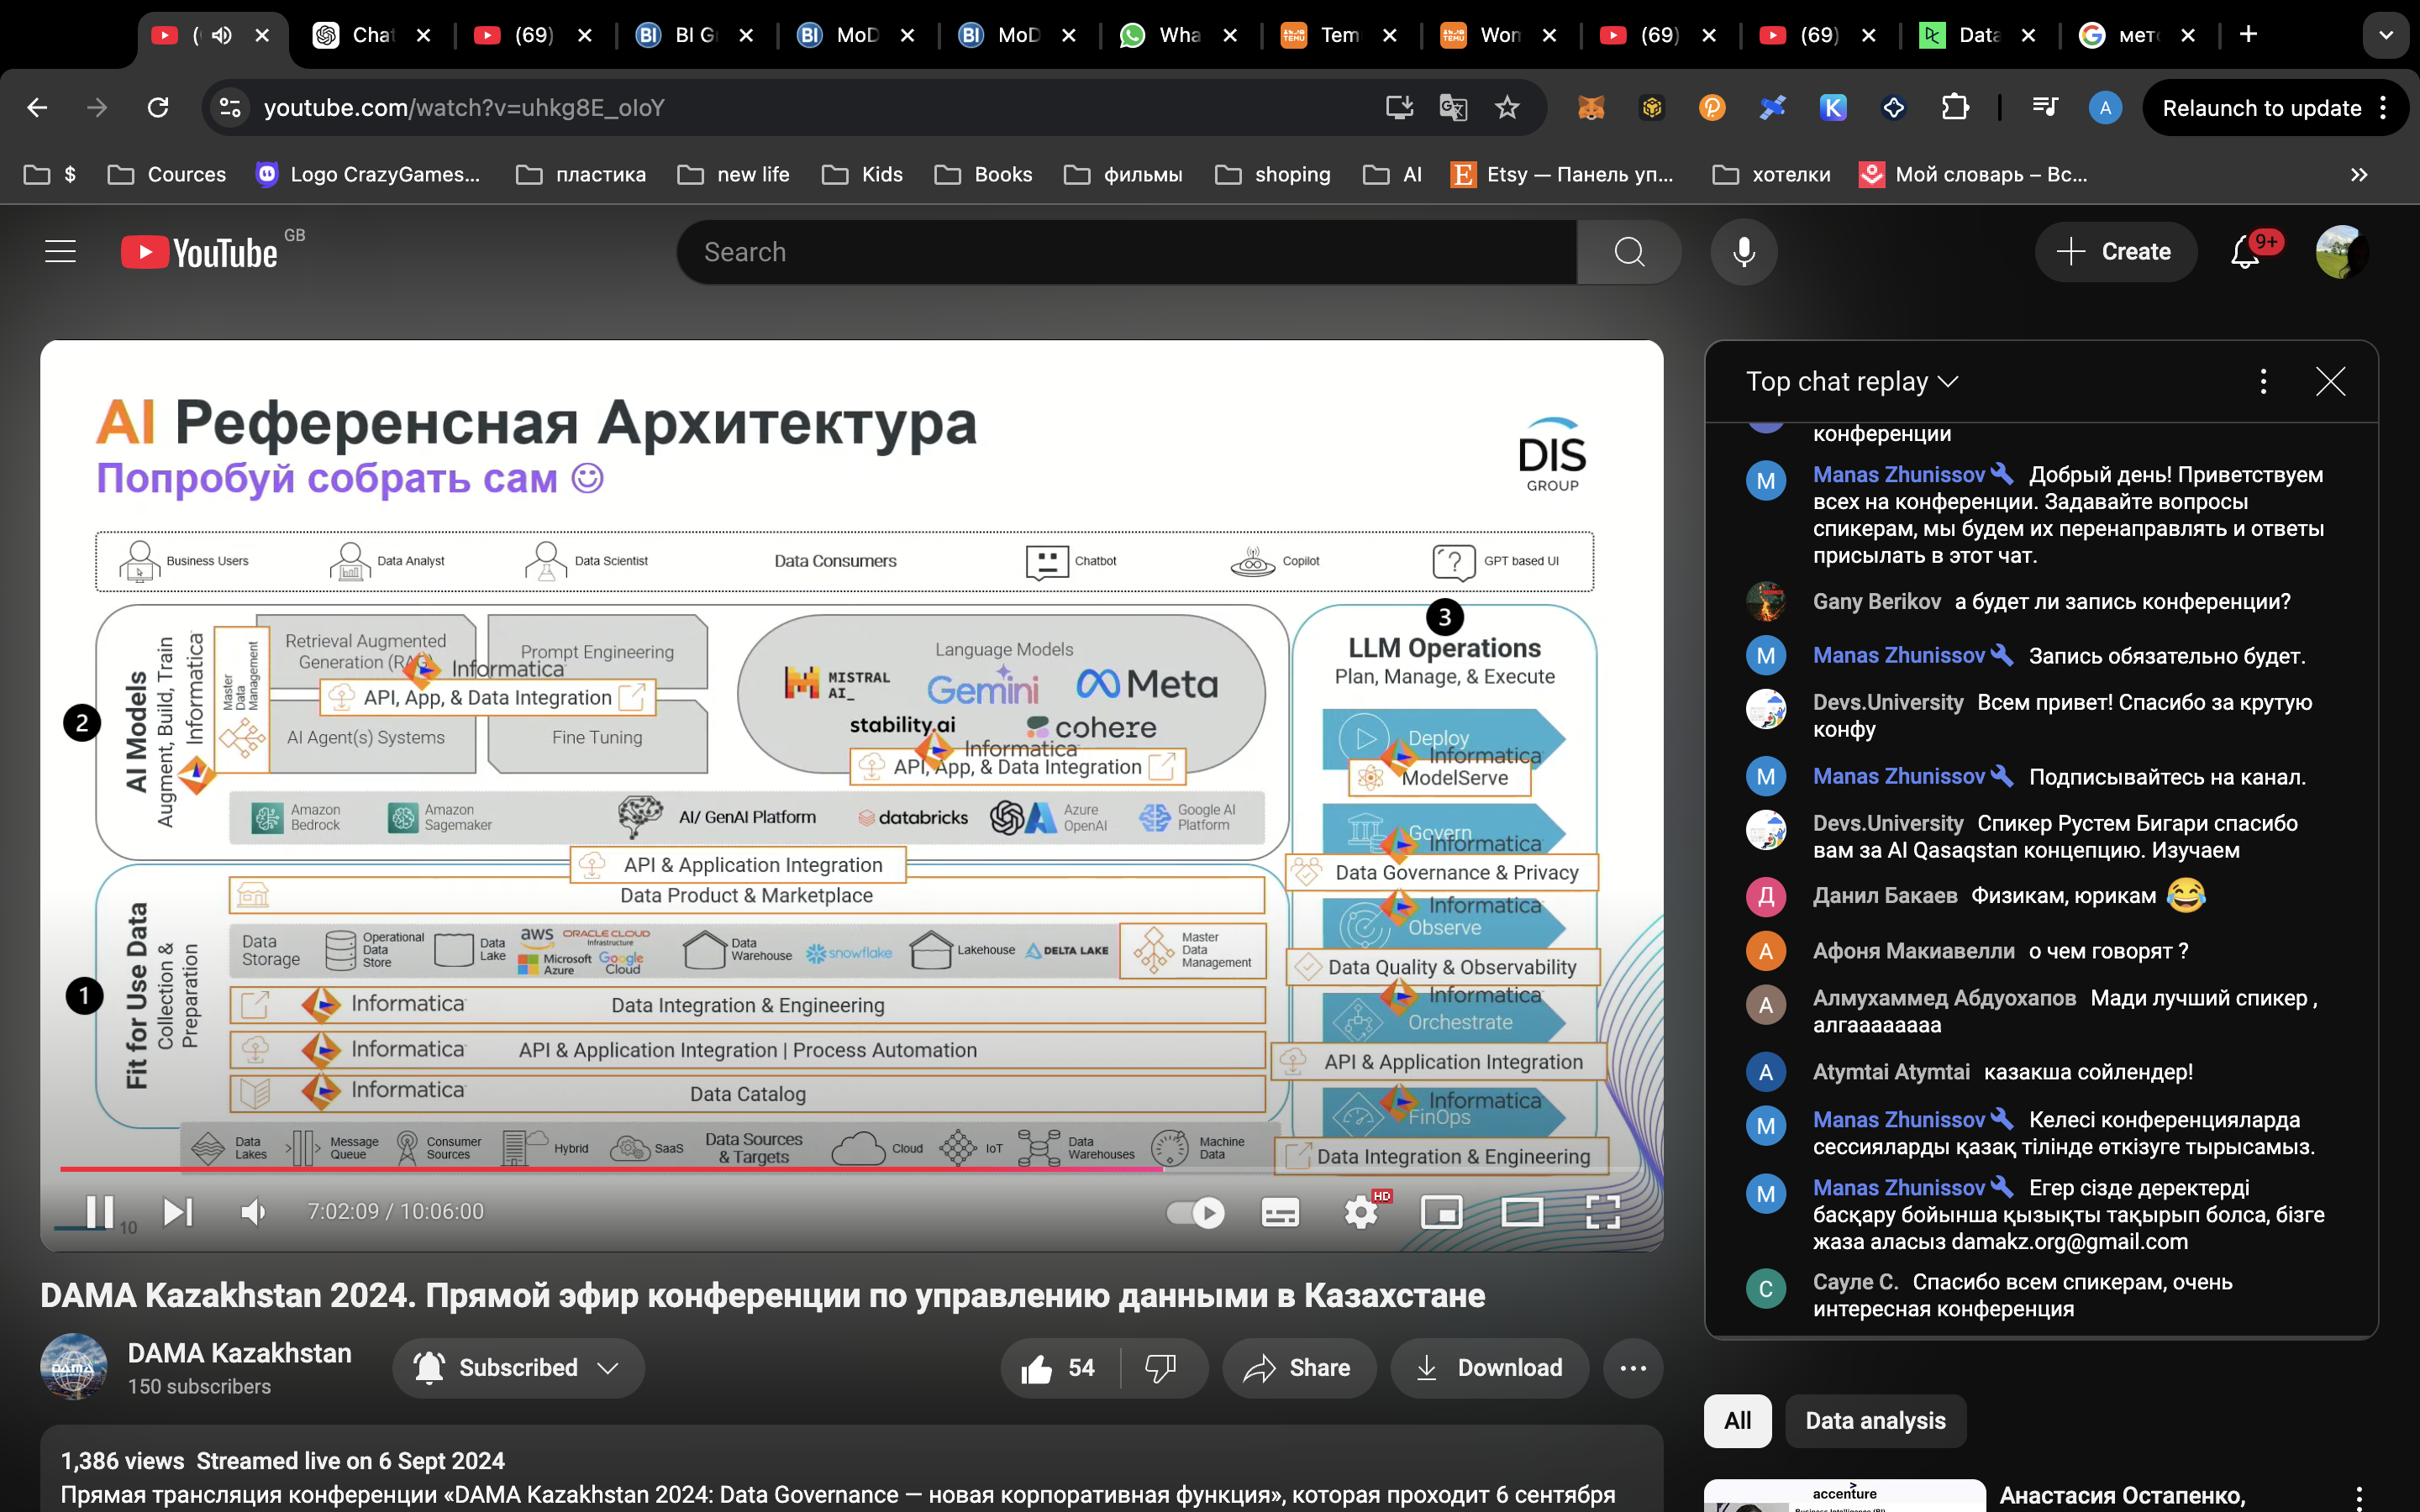 Chat
(69)
BI G
MoD
MoD
Wha
Tem
Won
(69)
(69)
Data
мето
youtube.com/watch?v=uhkg8E_oIoY
Relaunch to update
$
Cources
Logo CrazyGames...
пластика
new life
Kids
Books
фильмы
shoping
AI
Etsy — Панель уп...
хотелки
Мой словарь – Вс...
YouTube GB
Search
Create
9+
AI Референсная Архитектура
Попробуй собрать сам
DIS
GROUP
Business Users
Data Analyst
Data Scientist
Data Consumers
Chatbot
Copilot
GPT based UI
2
AI Models
Augment, Build, Train
Informatica
Master
Data
Management
Retrieval Augmented
Generation (RAG)
Prompt Engineering
Informatica
API, App, & Data Integration
AI Agent(s) Systems
Fine Tuning
Language Models
MISTRAL
AI_
Gemini
Meta
stability.ai
cohere
Informatica
API, App, & Data Integration
Amazon
Bedrock
Amazon
Sagemaker
AI/ GenAI Platform
databricks
Azure
OpenAI
Google AI
Platform
3
LLM Operations
Plan, Manage, & Execute
Deploy
Informatica
ModelServe
Govern
Informatica
Data Governance & Privacy
Informatica
Observe
Data Quality & Observability
Informatica
Orchestrate
API & Application Integration
Informatica
FinOps
Data Integration & Engineering
1
Fit for Use Data
Collection &
Preparation
API & Application Integration
Data Product & Marketplace
Data
Storage
Operational
Data
Store
Data
Lake
aws
ORACLE CLOUD
Infrastructure
Microsoft
Azure
Google
Cloud
Data
Warehouse
snowflake
Lakehouse
DELTA LAKE
Master
Data
Management
Informatica
Data Integration & Engineering
Informatica
API & Application Integration | Process Automation
Informatica
Data Catalog
Data
Lakes
Message
Queue
Consumer
Sources
Hybrid
SaaS
Data Sources
& Targets
Cloud
IoT
Data
Warehouses
Machine
Data
10
7:02:09 / 10:06:00
HD
DAMA Kazakhstan 2024. Прямой эфир конференции по управлению данными в Казахстане
DAMA
DAMA Kazakhstan
150 subscribers
Subscribed
54
Share
Download
1,386 views Streamed live on 6 Sept 2024
Прямая трансляция конференции «DAMA Kazakhstan 2024: Data Governance — новая корпоративная функция», которая проходит 6 сентября
Top chat replay
конференции
M
Manas Zhunissov Добрый день! Приветствуем
всех на конференции. Задавайте вопросы
спикерам, мы будем их перенаправлять и ответы
присылать в этот чат.
Gany Berikov а будет ли запись конференции?
M
Manas Zhunissov Запись обязательно будет.
Devs.University Всем привет! Спасибо за крутую
конфу
M
Manas Zhunissov Подписывайтесь на канал.
Devs.University Спикер Рустем Бигари спасибо
вам за AI Qasaqstan концепцию. Изучаем
Д
Данил Бакаев Физикам, юрикам
А
Афоня Макиавелли о чем говорят ?
А
Алмухаммед Абдуохапов Мади лучший спикер ,
алгаааааааа
A
Atymtai Atymtai казакша сойлендер!
M
Manas Zhunissov Келесі конференцияларда
сессияларды қазақ тілінде өткізуге тырысамыз.
M
Manas Zhunissov Егер сізде деректерді
басқару бойынша қызықты тақырып болса, бізге
жаза аласыз damakz.org@gmail.com
С
Сауле С. Спасибо всем спикерам, очень
интересная конференция
All
Data analysis
accenture
Анастасия Остапенко,